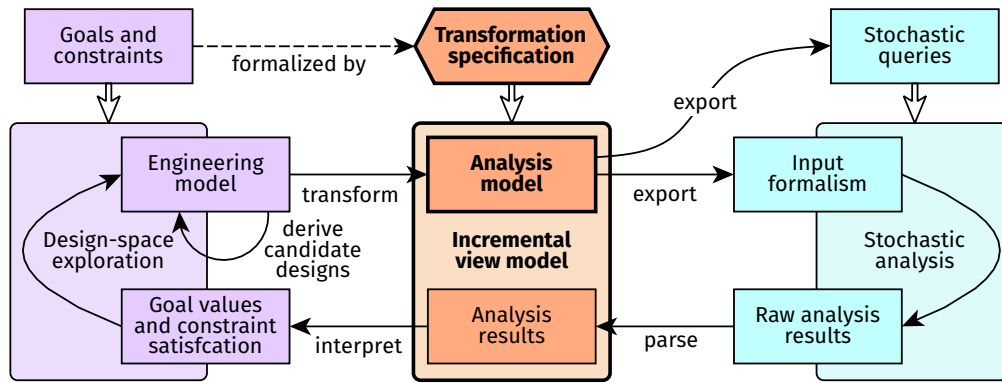 Goals and
constraints
formalized by
Transformation
specification
Stochastic
queries
export
Engineering
model
transform
Analysis
model
export
Input
formalism
derive
candidate
designs
Design-space
exploration
Incremental
view model
Stochastic
analysis
Goal values
and constraint
satisfcation
interpret
Analysis
results
parse
Raw analysis
results